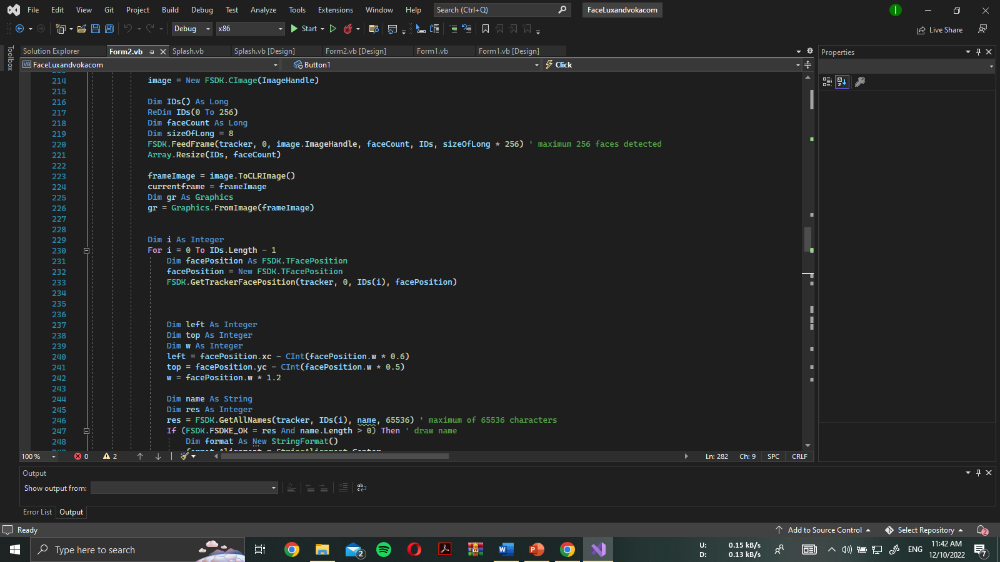 File Edit View Git Project Build Debug Test Analyze Tools Extensions Window Help Search (Ctrl+Q) FaceLuxandvokacom
Debug x86 Start Live Share
Toolbox
Solution Explorer Form2.vb Splash.vb Splash.vb [Design] Form2.vb [Design] Form1.vb Form1.vb [Design]
Properties
VB FaceLuxandvokacom Button1 Click
214 image = New FSDK.CImage(ImageHandle)
215
216 Dim IDs() As Long
217 ReDim IDs(0 To 256)
218 Dim faceCount As Long
219 Dim sizeOfLong = 8
220 FSDK.FeedFrame(tracker, 0, image.ImageHandle, faceCount, IDs, sizeOfLong * 256) ' maximum 256 faces detected
221 Array.Resize(IDs, faceCount)
222
223 frameImage = image.ToCLRImage()
224 currentframe = frameImage
225 Dim gr As Graphics
226 gr = Graphics.FromImage(frameImage)
227
228
229 Dim i As Integer
230 For i = 0 To IDs.Length - 1
231 Dim facePosition As FSDK.TFacePosition
232 facePosition = New FSDK.TFacePosition
233 FSDK.GetTrackerFacePosition(tracker, 0, IDs(i), facePosition)
234
235
236
237 Dim left As Integer
238 Dim top As Integer
239 Dim w As Integer
240 left = facePosition.xc - CInt(facePosition.w * 0.6)
241 top = facePosition.yc - CInt(facePosition.w * 0.5)
242 w = facePosition.w * 1.2
243
244 Dim name As String
245 Dim res As Integer
246 res = FSDK.GetAllNames(tracker, IDs(i), name, 65536) ' maximum of 65536 characters
247 If (FSDK.FSDKE_OK = res And name.Length > 0) Then ' draw name
248 Dim format As New StringFormat()
format.Alignment = StringAlignment.Center
100 % 0 2 Ln: 282 Ch: 9 SPC CRLF
Output
Show output from:
Error List Output
Ready Add to Source Control Select Repository 2
Type here to search 2 U: 0.15 kB/s D: 0.13 kB/s ENG 11:42 AM 12/10/2022 7